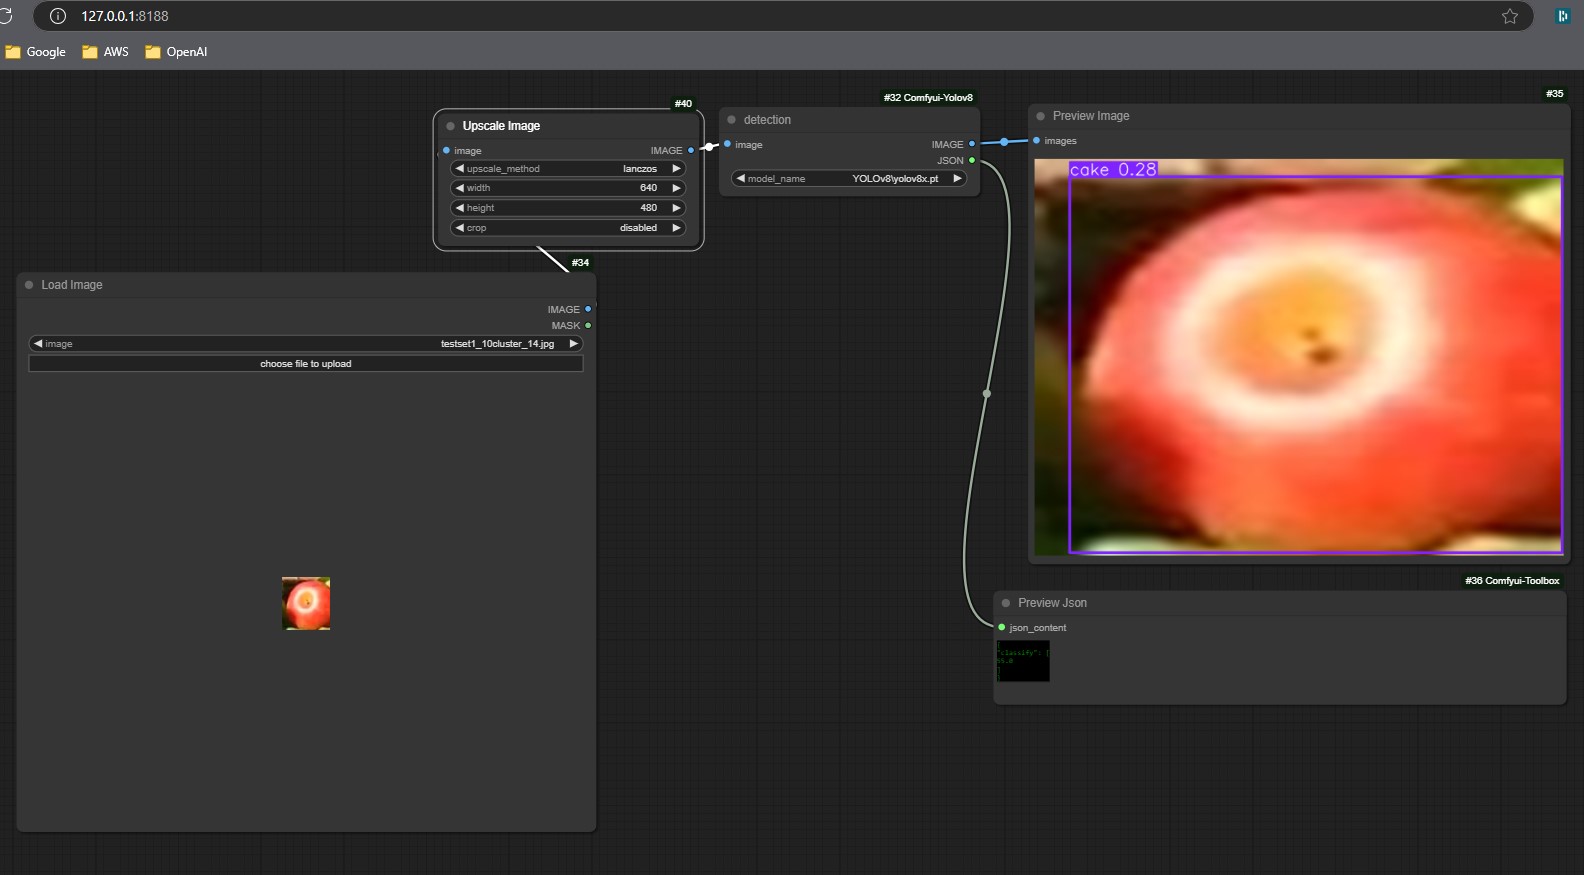 127.0.0.1:8188
Google AWS OpenAI
#40
Upscale Image
image IMAGE
upscale_method lanczos
width 640
height 480
crop disabled
#32 Comfyui-Yolov8
detection
image IMAGE
JSON
model_name YOLOv8\yolov8x.pt
#35
Preview Image
images
cake 0.28
#34
Load Image
IMAGE
MASK
image testset1_10cluster_14.jpg
choose file to upload
#36 Comfyui-Toolbox
Preview Json
json_content
"classify": [
55.0
]